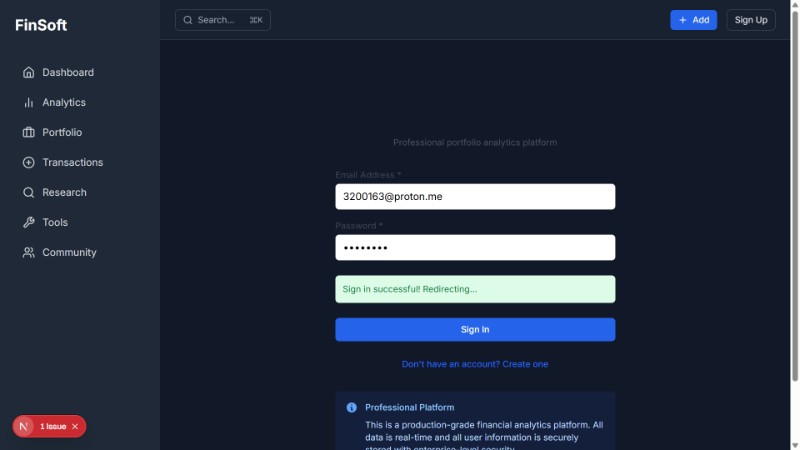 FinSoft
Search... ⌘K
+ Add
Sign Up
Dashboard
Analytics
Portfolio
Transactions
Research
Tools
Community
Professional portfolio analytics platform
Email Address *
3200163@proton.me
Password *
••••••••
Sign in successful! Redirecting...
Sign In
Don't have an account? Create one
Professional Platform
This is a production-grade financial analytics platform. All
data is real-time and all user information is securely
stored with enterprise-level security.
N 1 Issue ×